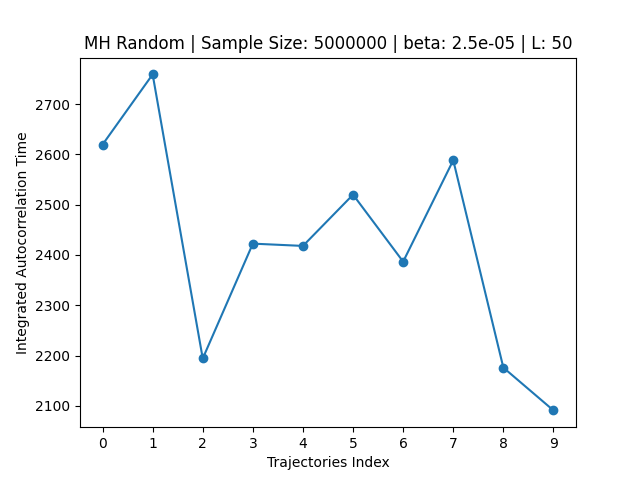 MH Random | Sample Size: 5000000 | beta: 2.5e-05 | L: 50
Integrated Autocorrelation Time
2700
2600
2500
2400
2300
2200
2100
0 1 2 3 4 5 6 7 8 9
Trajectories Index